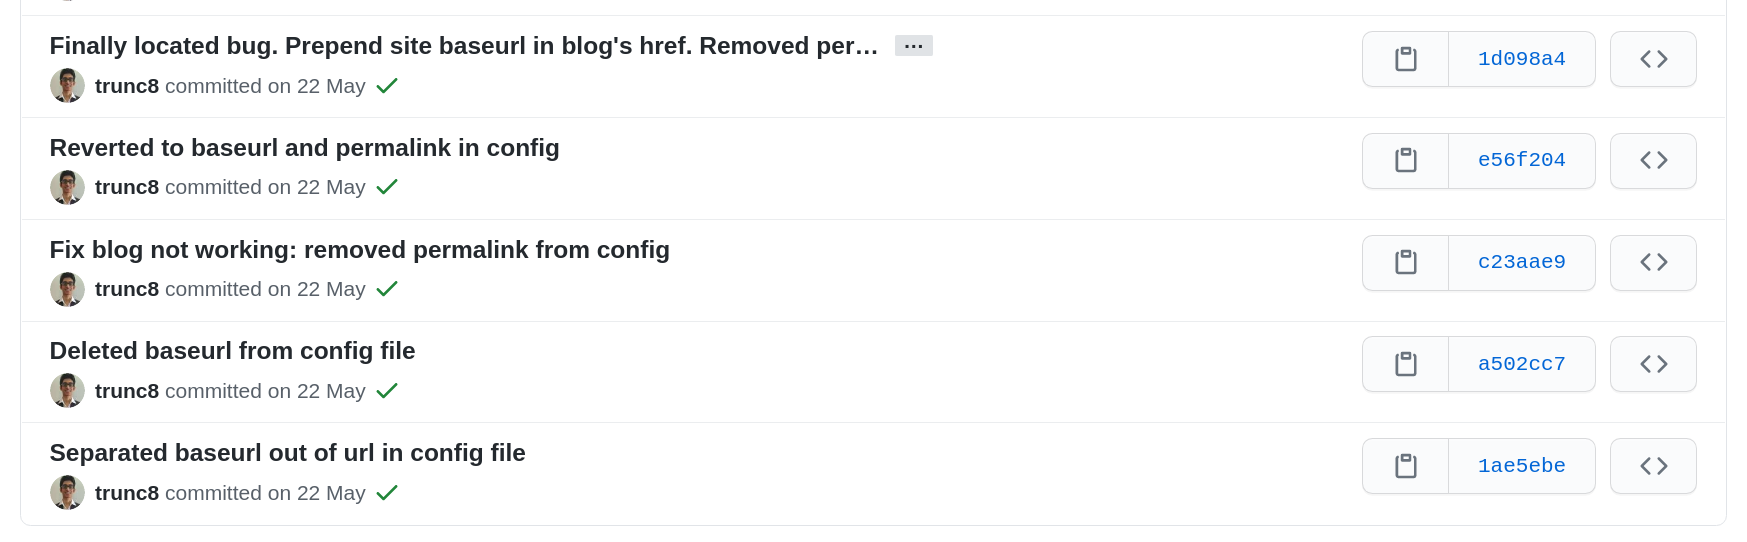 Finally located bug. Prepend site baseurl in blog's href. Removed per…
1d098a4
trunc8 committed on 22 May
Reverted to baseurl and permalink in config
e56f204
trunc8 committed on 22 May
Fix blog not working: removed permalink from config
c23aae9
trunc8 committed on 22 May
Deleted baseurl from config file
a502cc7
trunc8 committed on 22 May
Separated baseurl out of url in config file
1ae5ebe
trunc8 committed on 22 May